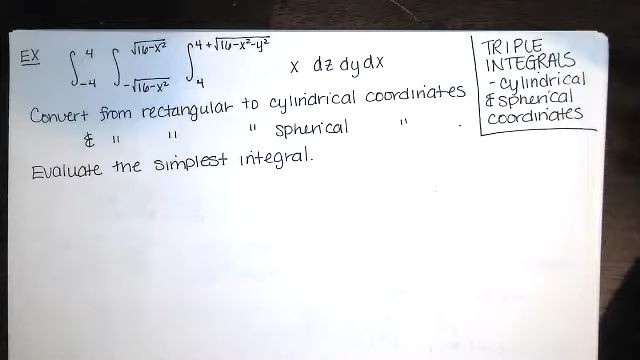 EX ∫_{-4}^{4} ∫_{-√(16-x²)}^{√(16-x²)} ∫_{4}^{4+√(16-x²-y²)} x dz dy dx
Convert from rectangular to cylindrical coordinates
& " " " spherical " .
Evaluate the simplest integral.
TRIPLE
INTEGRALS
- cylindrical
& spherical
coordinates